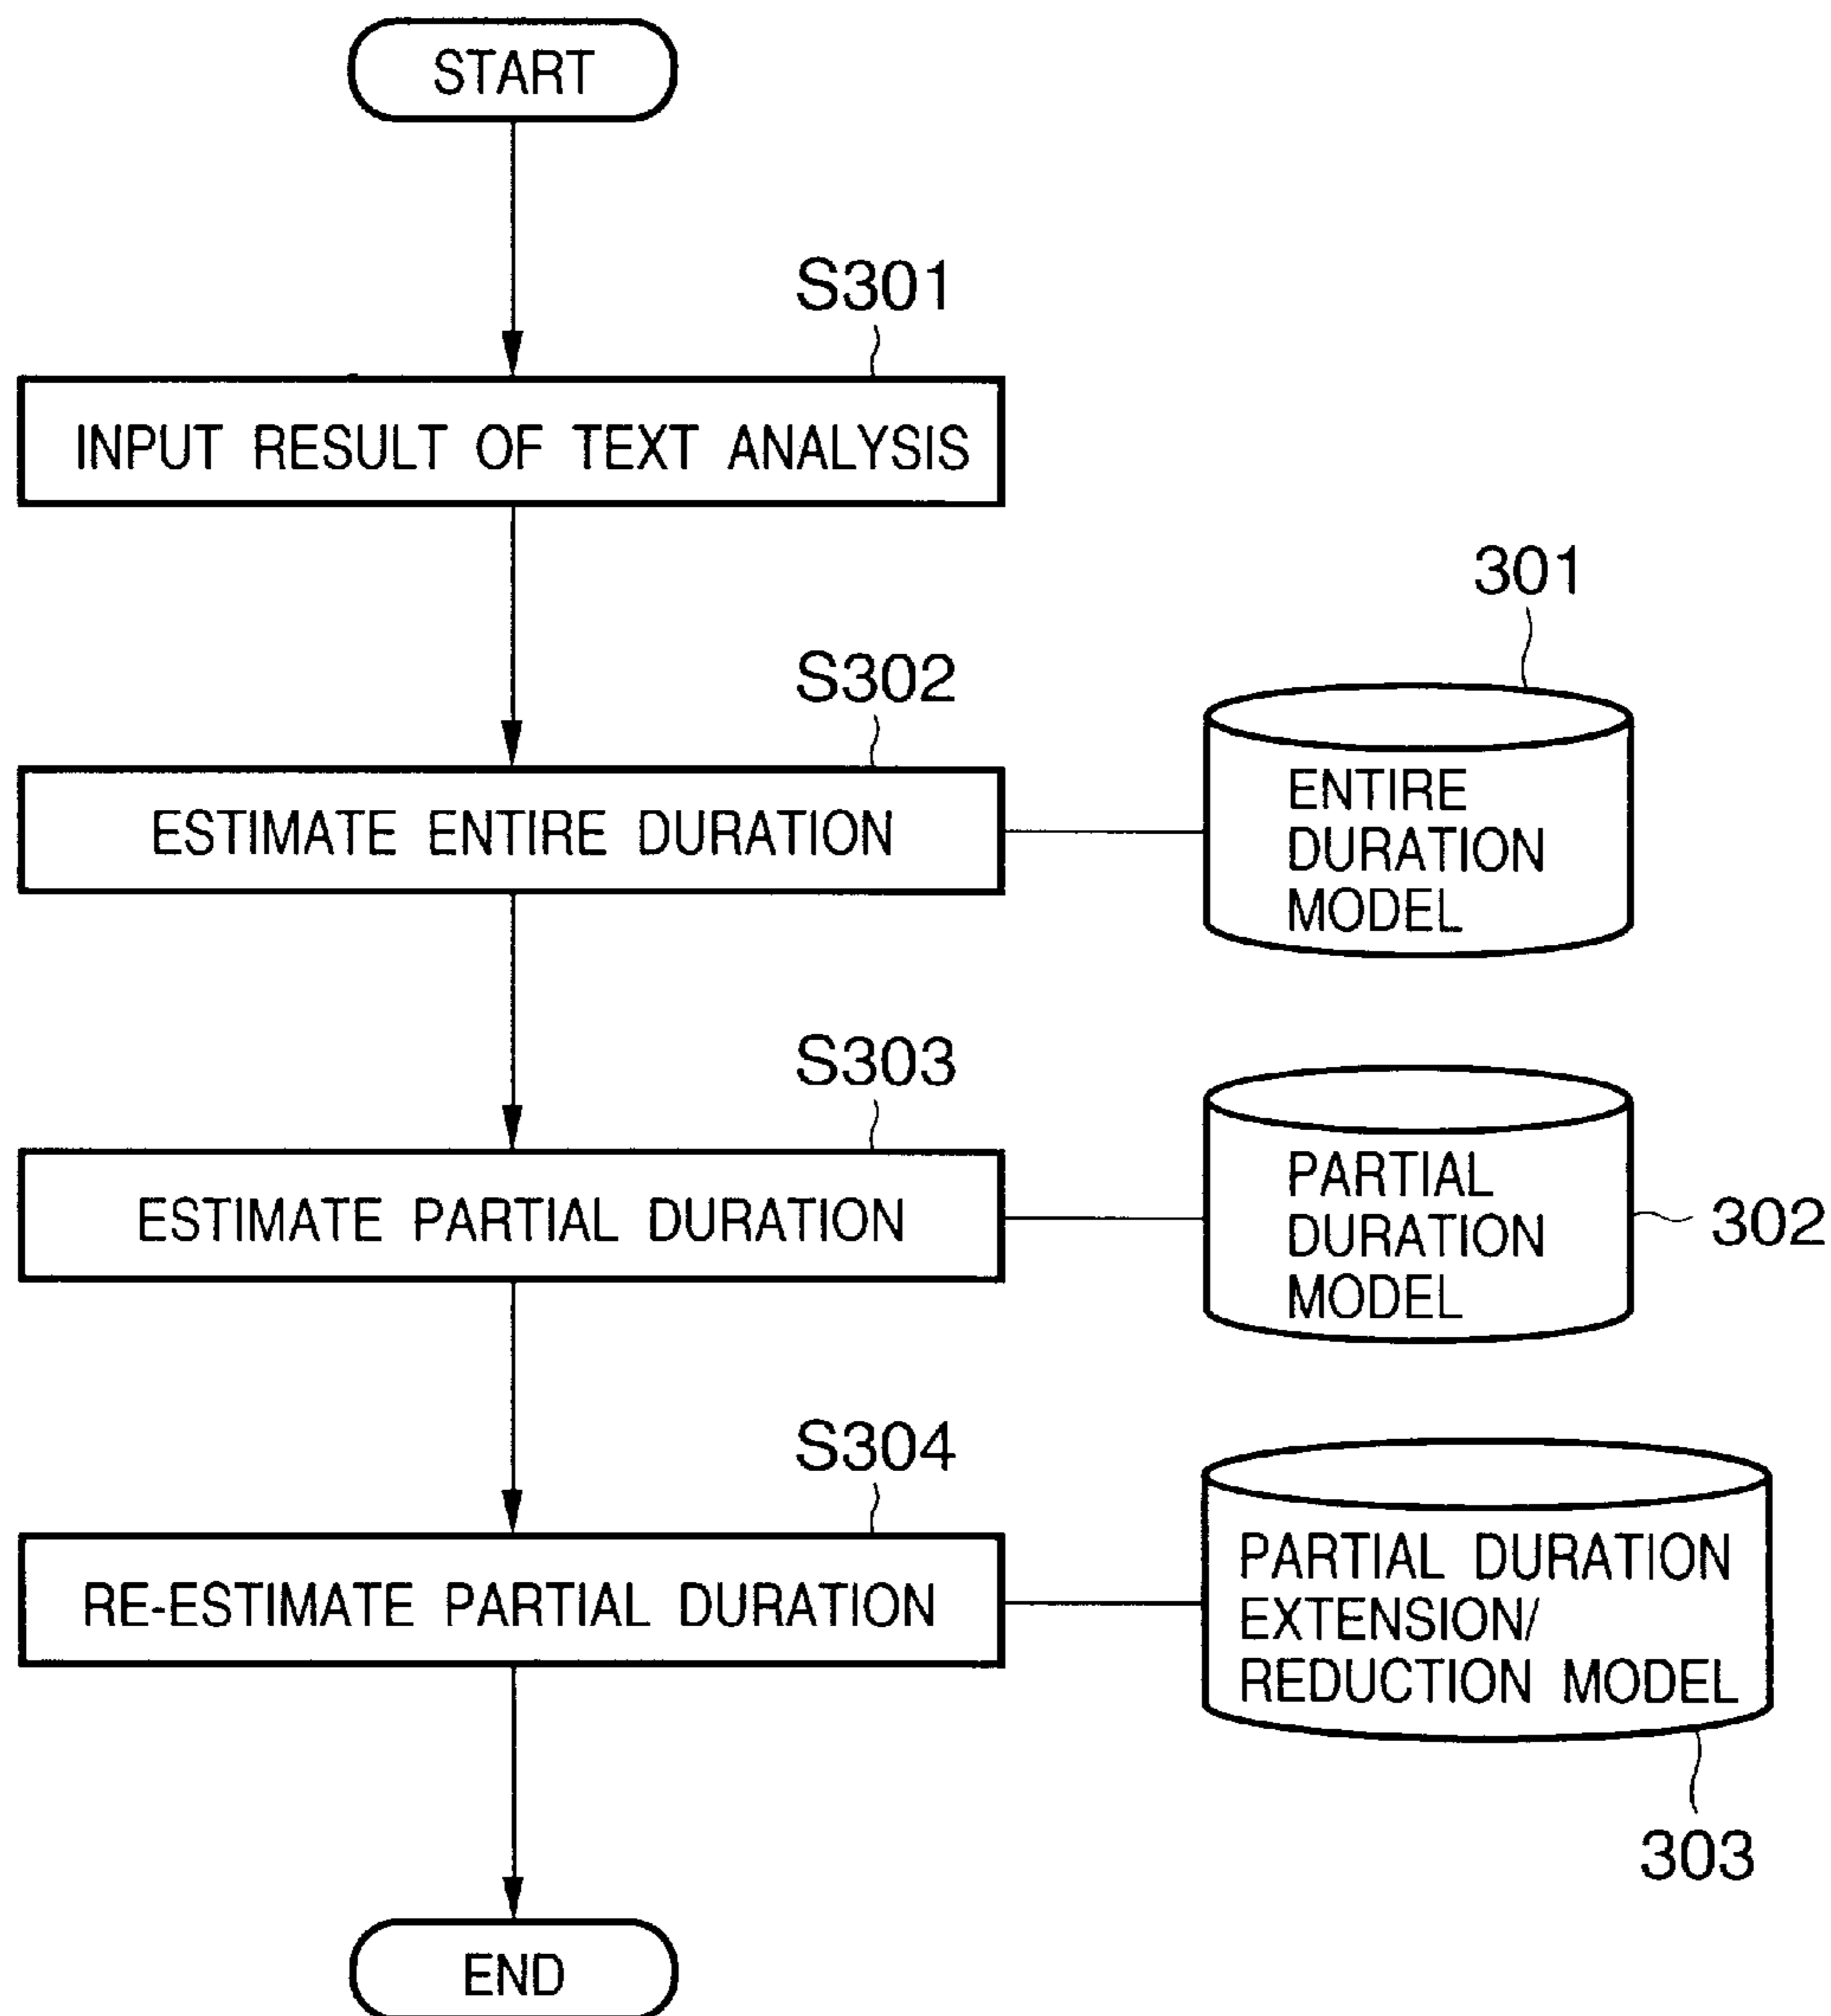 START
S301
INPUT RESULT OF TEXT ANALYSIS
301
S302
ESTIMATE ENTIRE DURATION
ENTIRE
DURATION
MODEL
S303
ESTIMATE PARTIAL DURATION
PARTIAL
DURATION
MODEL
302
S304
RE-ESTIMATE PARTIAL DURATION
PARTIAL DURATION
EXTENSION/
REDUCTION MODEL
303
END